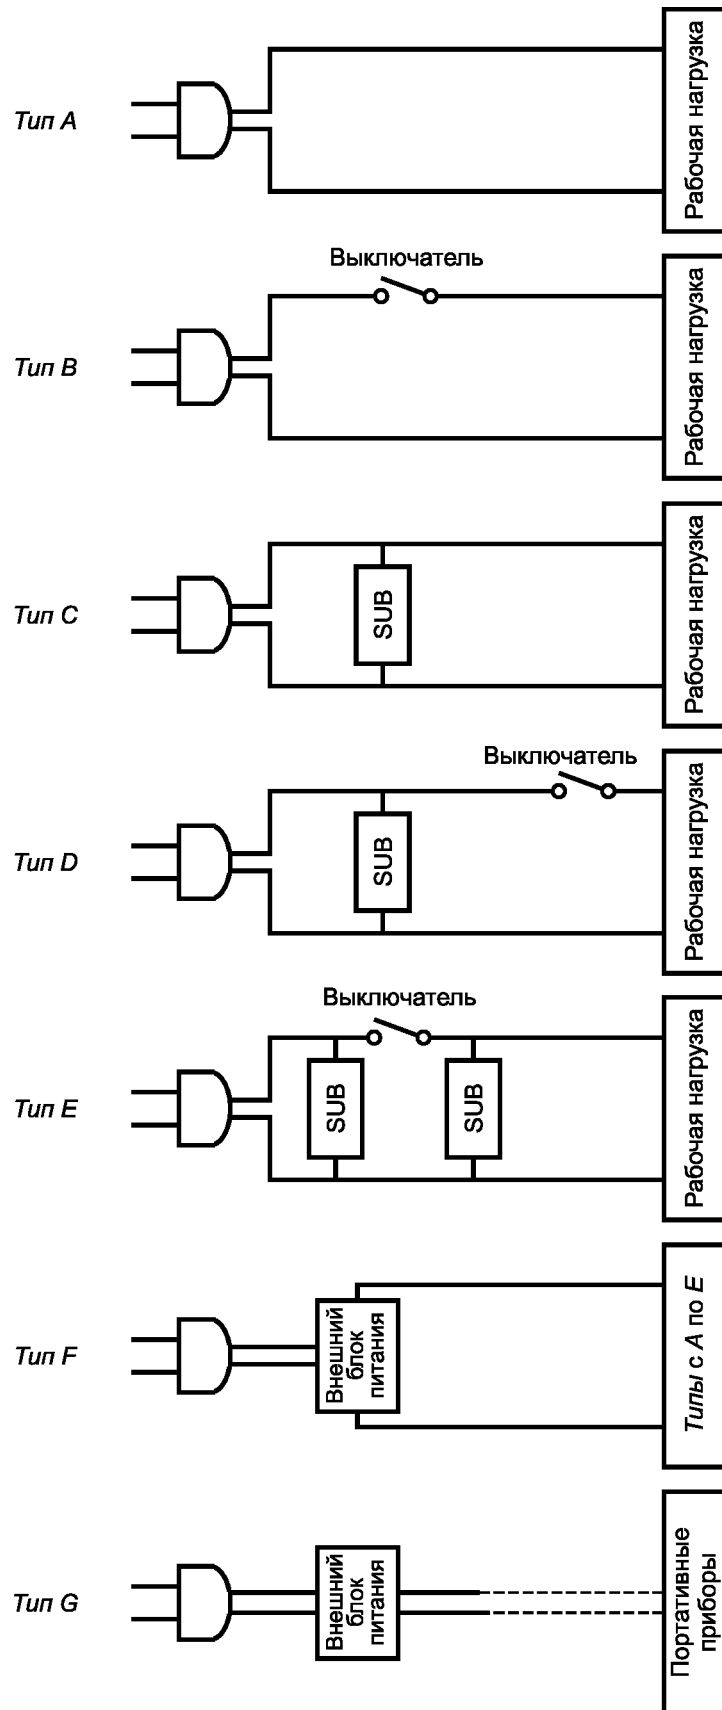 Тип A
Рабочая нагрузка
Выключатель
Тип B
Рабочая нагрузка
Тип C
SUB
Рабочая нагрузка
Выключатель
Тип D
SUB
Рабочая нагрузка
Выключатель
Тип E
SUB
SUB
Рабочая нагрузка
Тип F
Внешний
блок
питания
Типы с A по E
Тип G
Внешний
блок
питания
Портативные
приборы